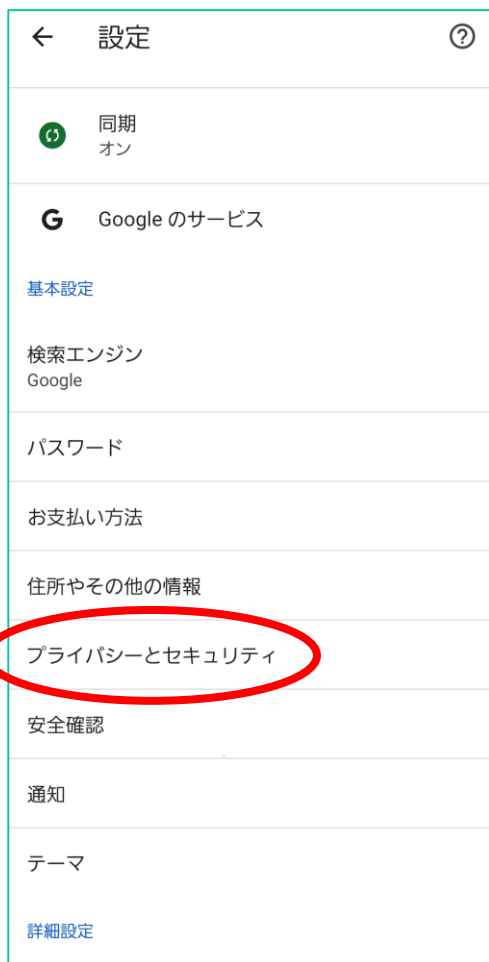 設定
同期
オン
Google のサービス
基本設定
検索エンジン
Google
パスワード
お支払い方法
住所やその他の情報
プライバシーとセキュリティ
安全確認
通知
テーマ
詳細設定